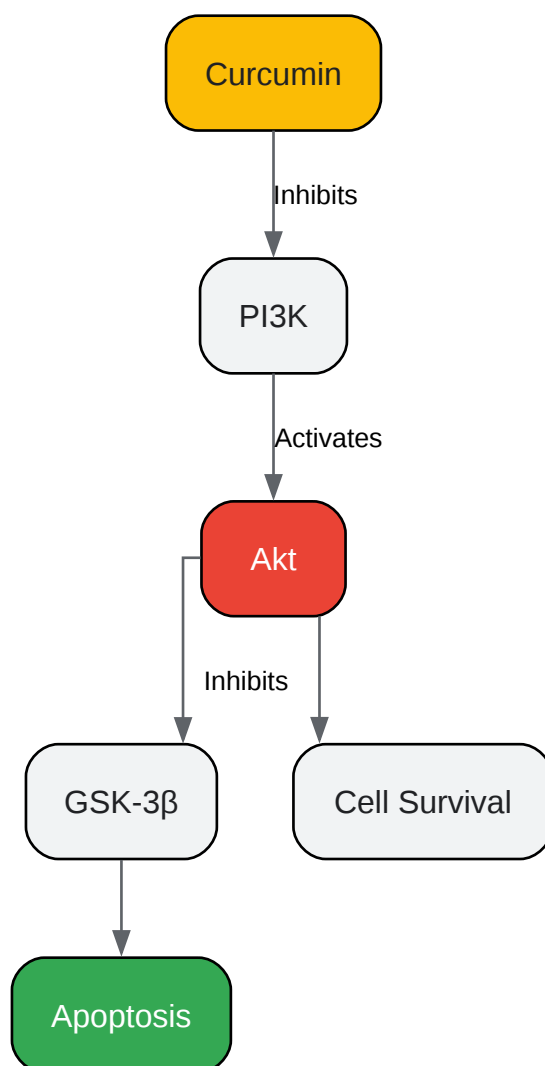 Curcumin
Inhibits
PI3K
Activates
Akt
Inhibits
GSK-3β
Cell Survival
Apoptosis